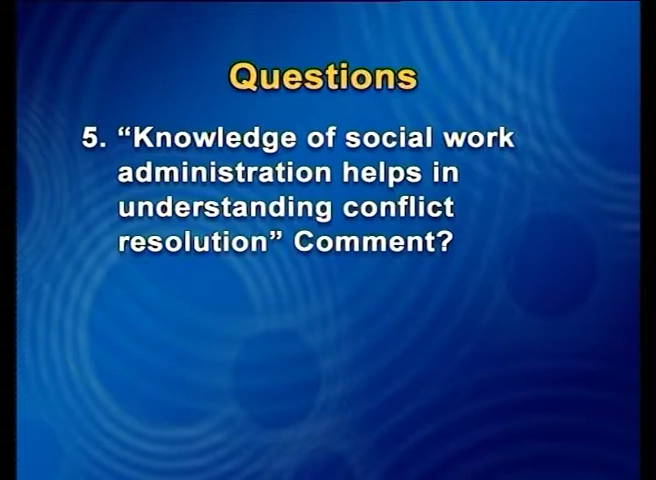 Questions
5. “Knowledge of social work
administration helps in
understanding conflict
resolution” Comment?